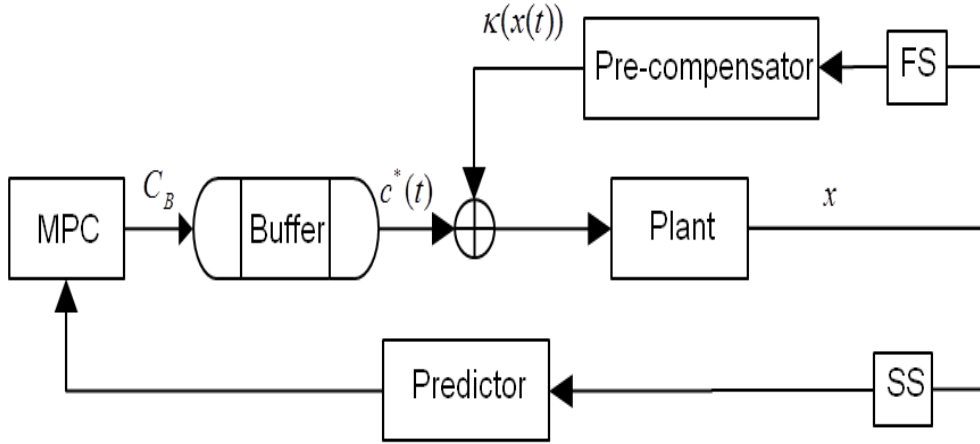 κ(x(t))
Pre-compensator
FS
MPC
C_B
Buffer
c*(t)
Plant
x
Predictor
SS